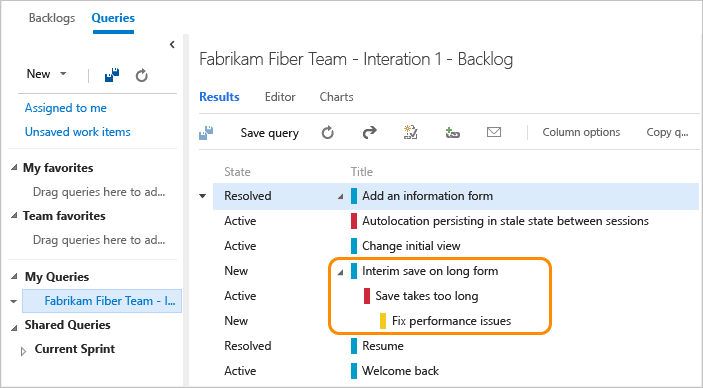 Backlogs Queries
New
Assigned to me
Unsaved work items
My favorites
Drag queries here to ad...
Team favorites
Drag queries here to ad...
My Queries
Fabrikam Fiber Team - I...
Shared Queries
Current Sprint
Fabrikam Fiber Team - Interation 1 - Backlog
Results Editor Charts
Save query Column options Copy q...
State Title
Resolved Add an information form
Active Autolocation persisting in stale state between sessions
Active Change initial view
New Interim save on long form
Active Save takes too long
New Fix performance issues
Resolved Resume
Active Welcome back